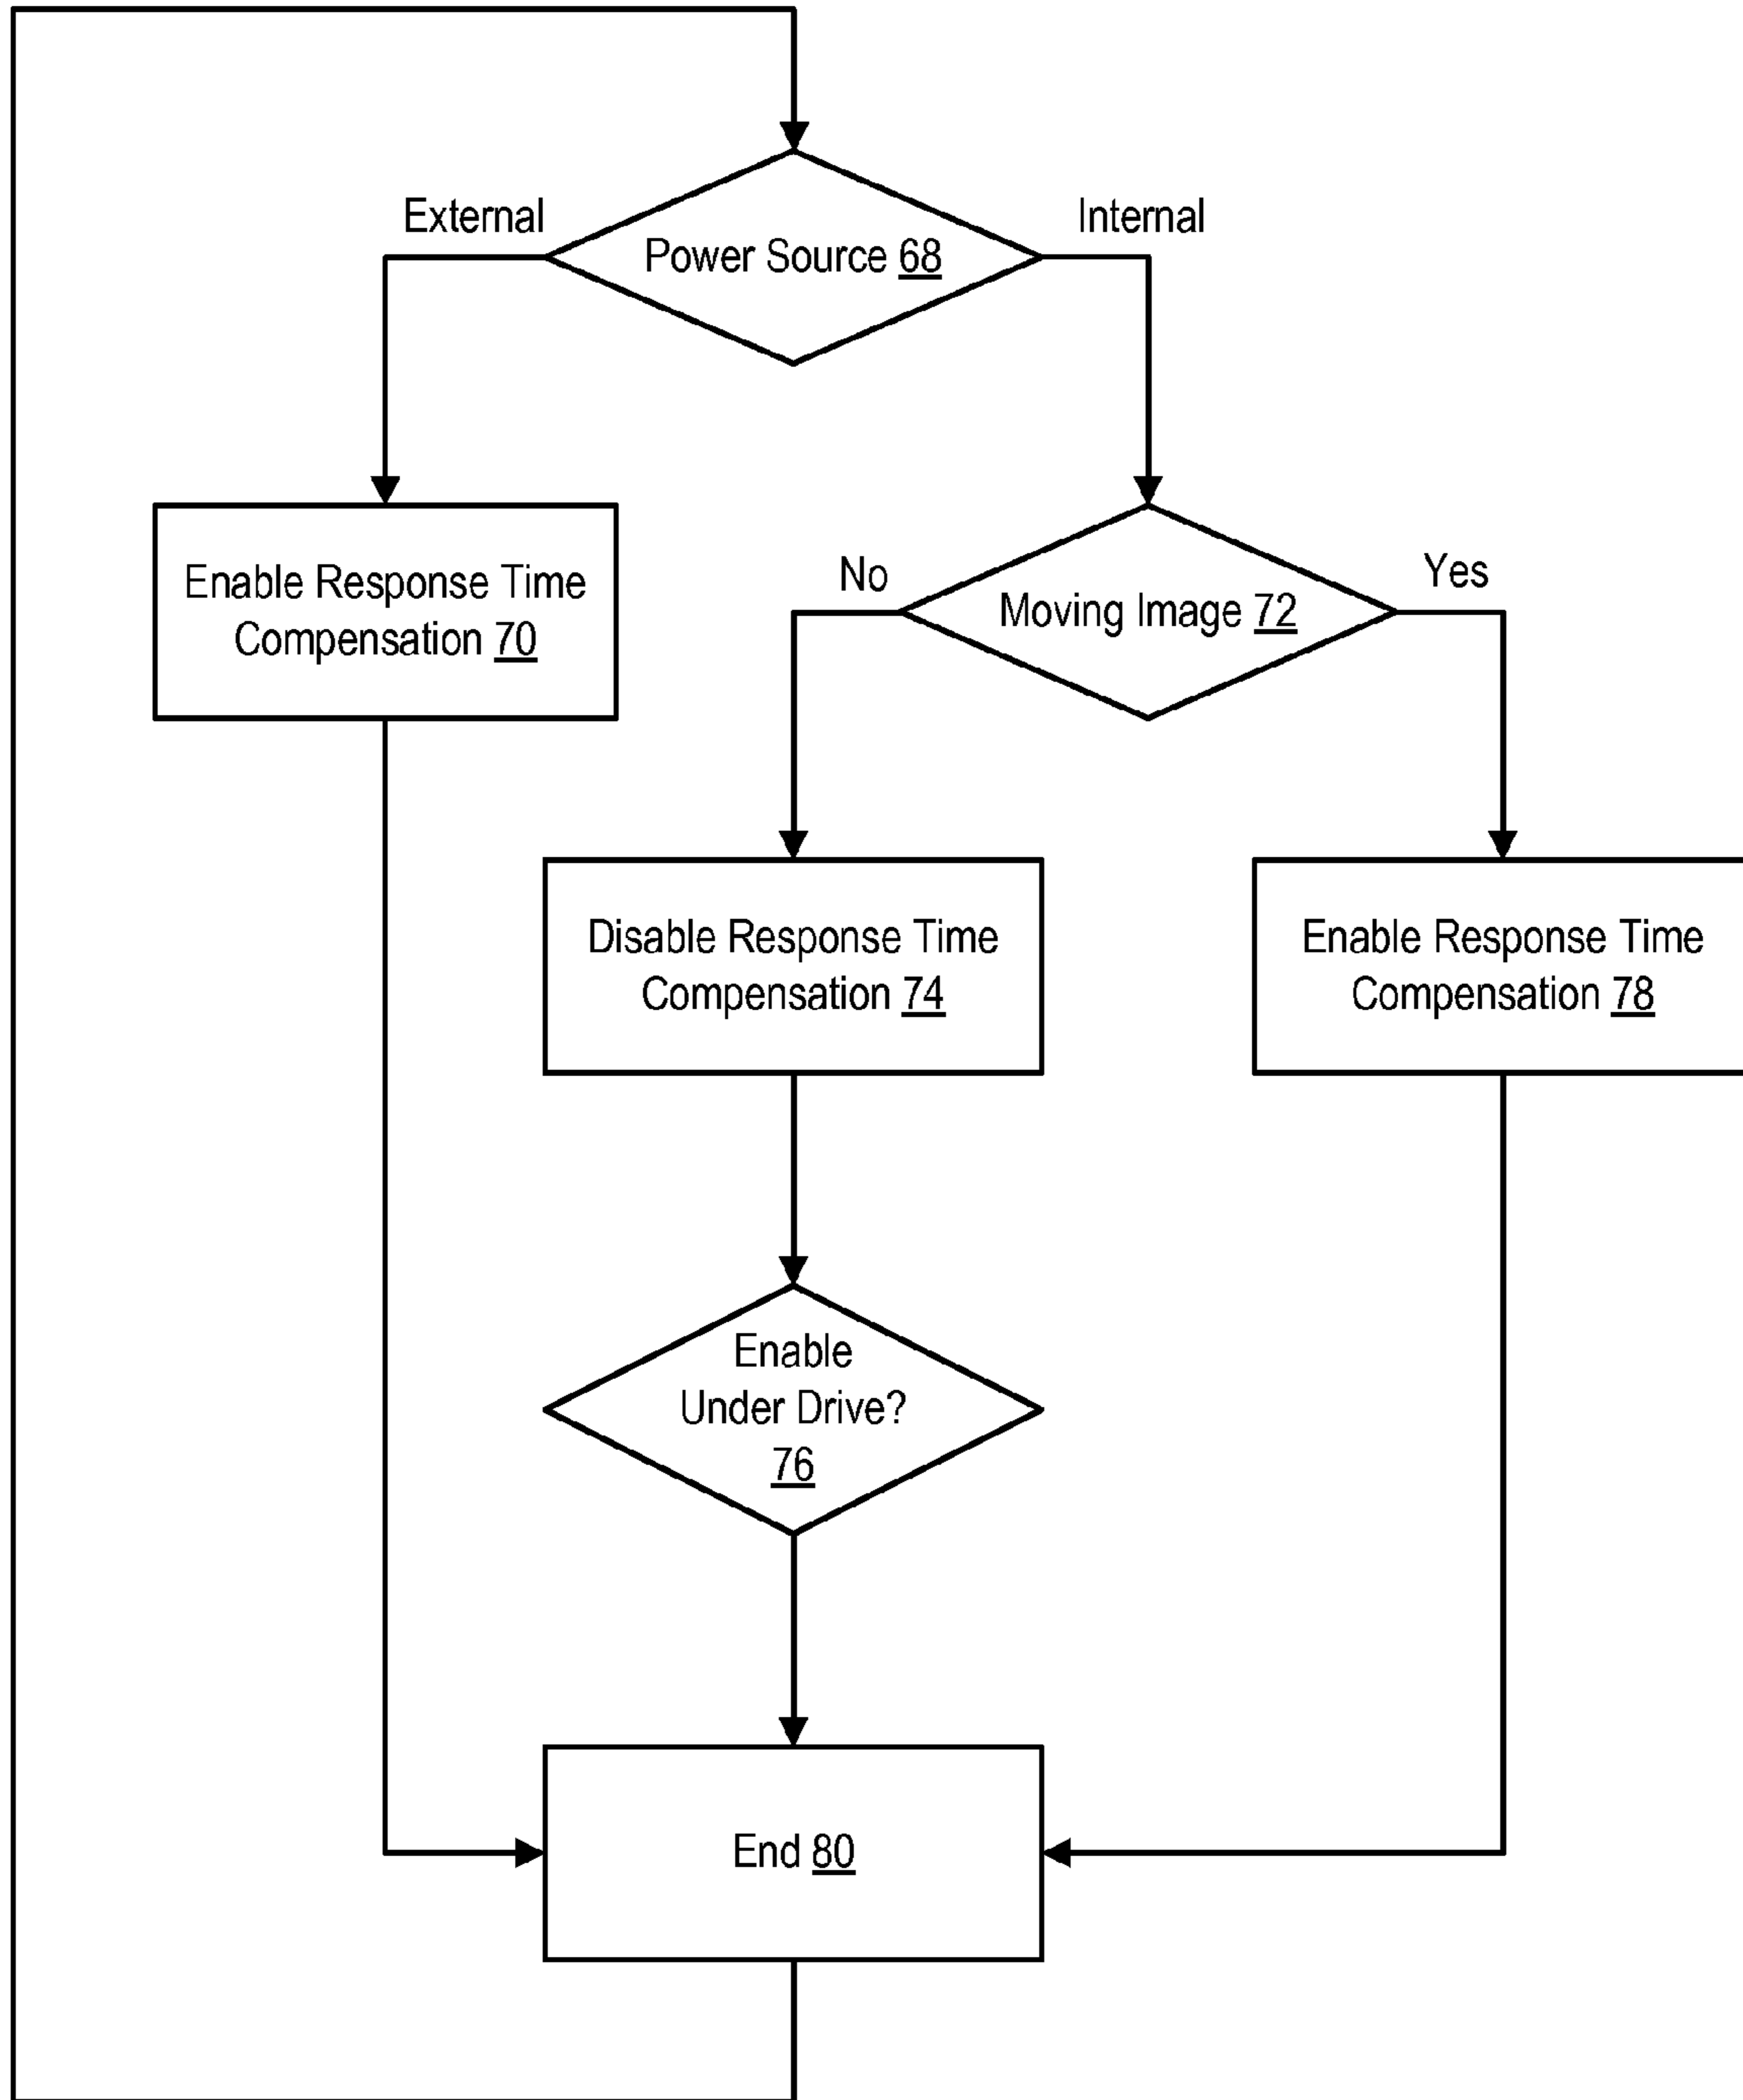 External
Internal
Power Source 68
Enable Response Time
Compensation 70
No
Yes
Moving Image 72
Disable Response Time
Compensation 74
Enable Response Time
Compensation 78
Enable
Under Drive?
76
End 80